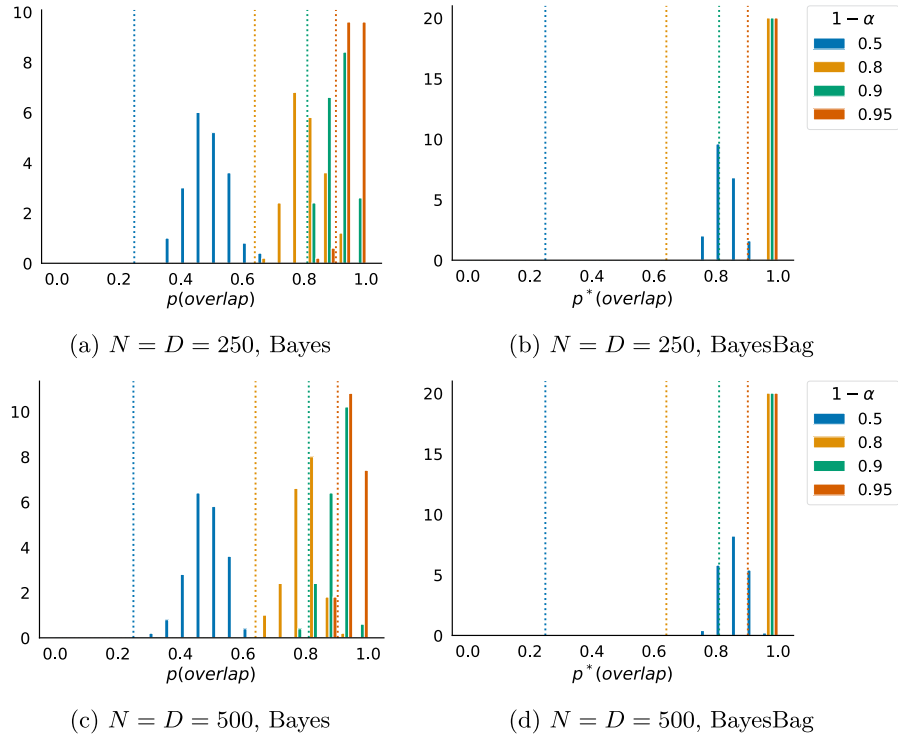 10
8
6
4
2
0
0.0 0.2 0.4 0.6 0.8 1.0
p(overlap)
(a) N = D = 250, Bayes
20
15
10
5
0
0.0 0.2 0.4 0.6 0.8 1.0
p*(overlap)
(b) N = D = 250, BayesBag
1 − α
0.5
0.8
0.9
0.95
10
8
6
4
2
0
0.0 0.2 0.4 0.6 0.8 1.0
p(overlap)
(c) N = D = 500, Bayes
20
15
10
5
0
0.0 0.2 0.4 0.6 0.8 1.0
p*(overlap)
(d) N = D = 500, BayesBag
1 − α
0.5
0.8
0.9
0.95